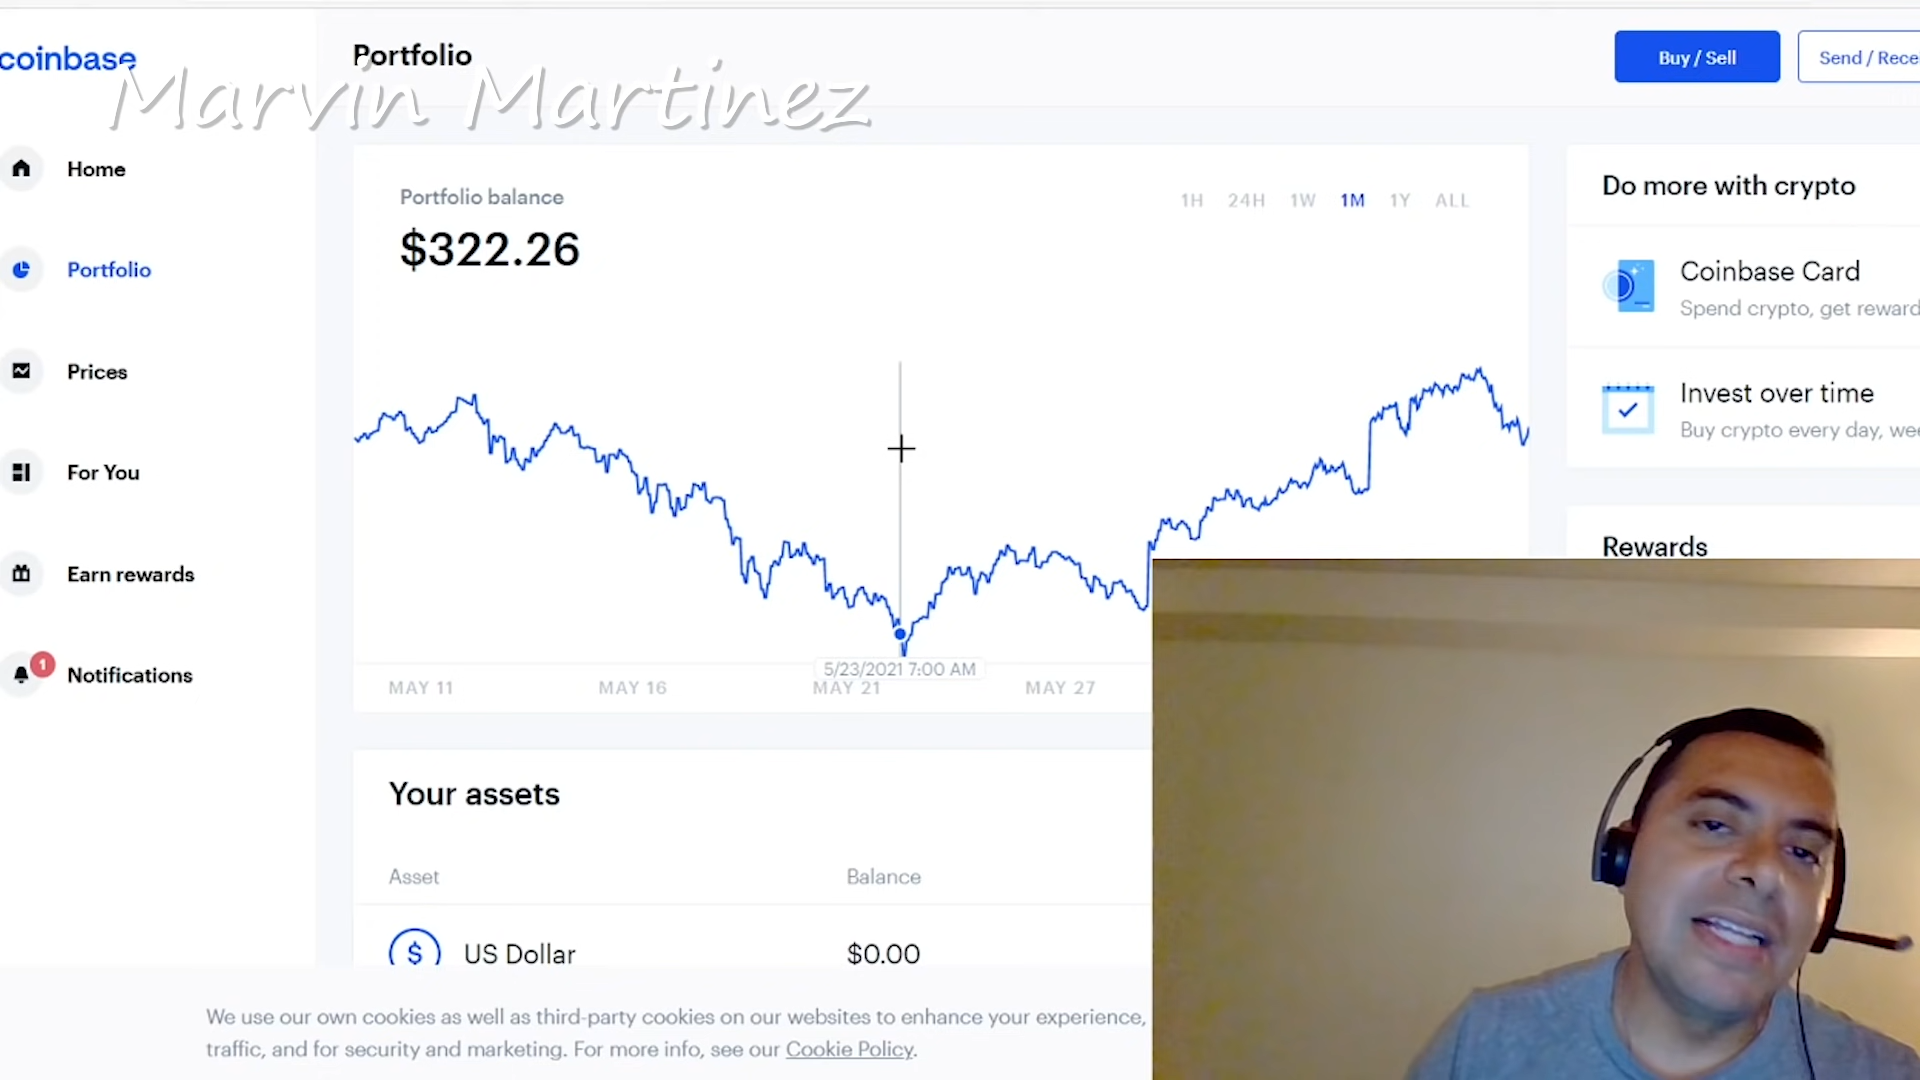 coinbase
Portfolio
Buy / Sell
Send / Rece
Marvin Martinez
Home
Portfolio
Prices
For You
Earn rewards
1
Notifications
Portfolio balance
$322.26
1H 24H 1W 1M 1Y ALL
5/23/2021 7:00 AM
MAY 11 MAY 16 MAY 21 MAY 27
Do more with crypto
Coinbase Card
Spend crypto, get reward
Invest over time
Buy crypto every day, wee
Rewards
Your assets
Asset Balance
$ US Dollar $0.00
We use our own cookies as well as third-party cookies on our websites to enhance your experience,
traffic, and for security and marketing. For more info, see our Cookie Policy.